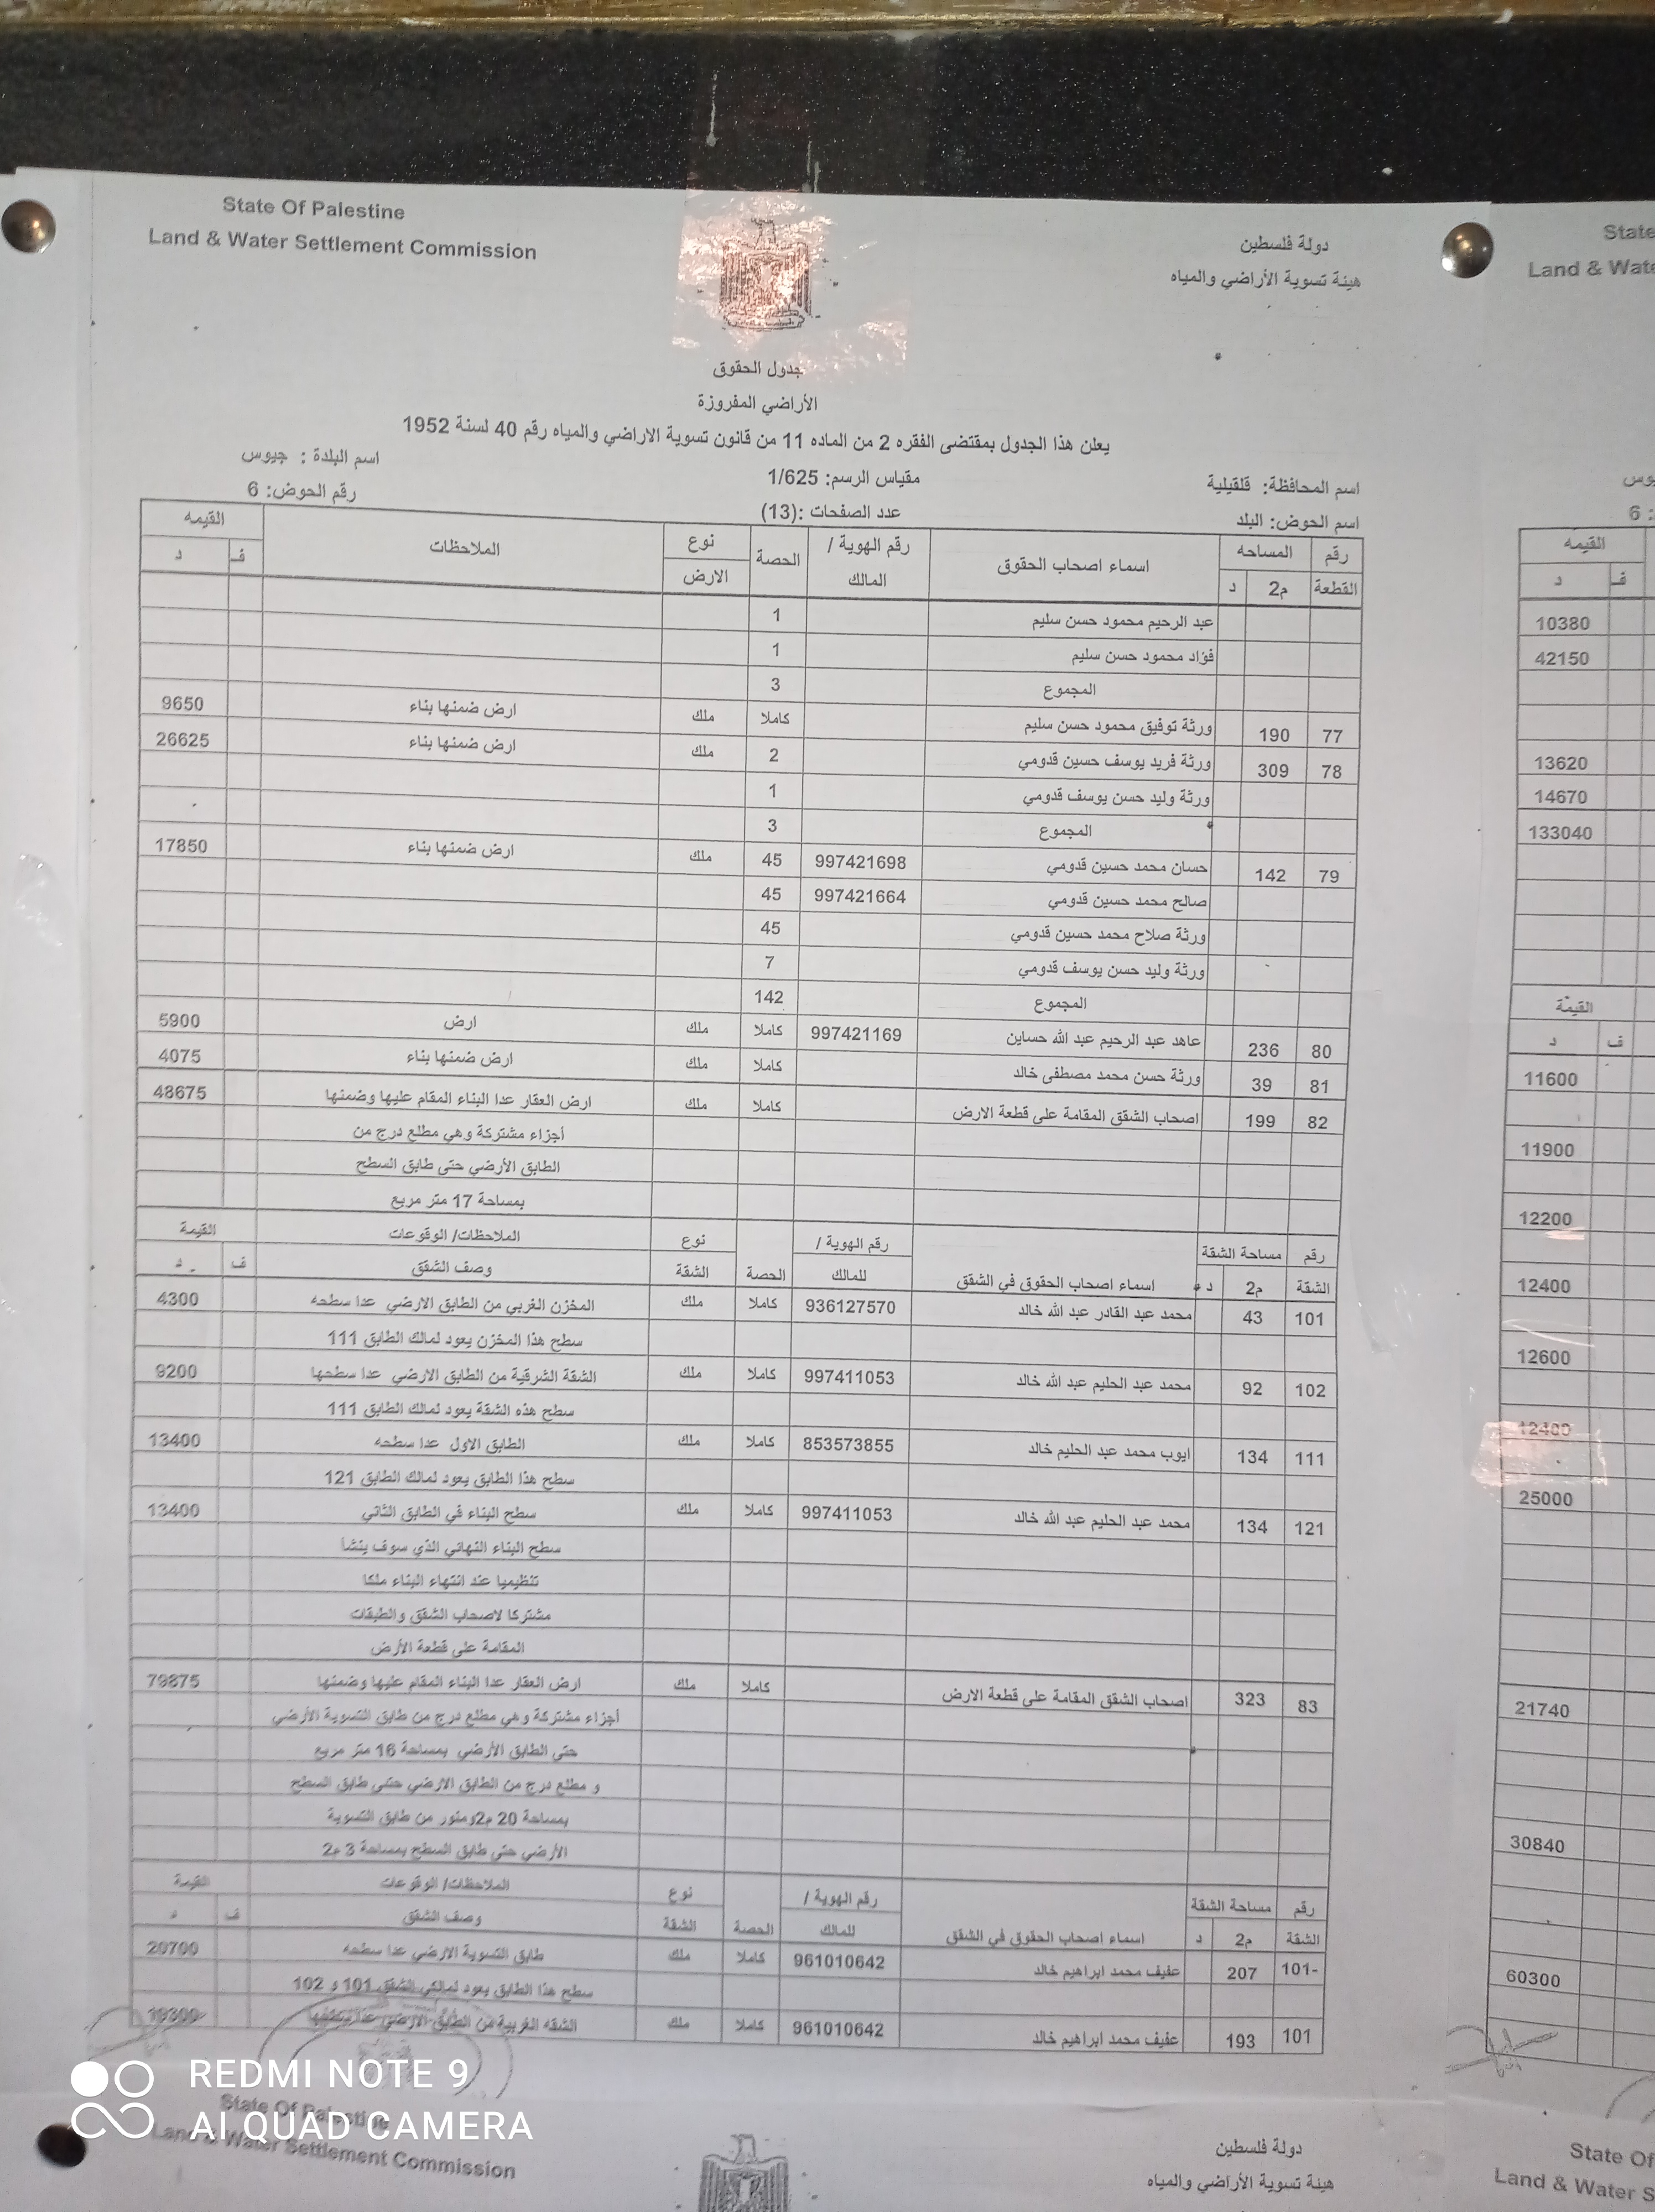 State Of Palestine
Land & Water Settlement Commission
دولة فلسطين
هيئة تسوية الأراضي والمياه
جدول الحقوق
الأراضي المفروزة
يعلن هذا الجدول بمقتضى الفقره 2 من الماده 11 من قانون تسوية الاراضي والمياه رقم 40 لسنة 1952
اسم المحافظة: قلقيلية مقياس الرسم: 1/625 اسم البلدة : جيوس
اسم الحوض: البلد عدد الصفحات :(13) رقم الحوض: 6
رقم المساحه اسماء اصحاب الحقوق رقم الهوية / الحصة نوع الملاحظات القيمه
القطعة م2 د المالك الارض ف د
عبد الرحيم محمود حسن سليم 1
فؤاد محمود حسن سليم 1
المجموع 3
77 190 ورثة توفيق محمود حسن سليم كاملا ملك ارض ضمنها بناء 9650
78 309 ورثة فريد يوسف حسين قدومي 2 ملك ارض ضمنها بناء 26625
ورثة وليد حسن يوسف قدومي 1
المجموع 3
79 142 حسان محمد حسين قدومي 997421698 45 ملك ارض ضمنها بناء 17850
صالح محمد حسين قدومي 997421664 45
ورثة صلاح محمد حسين قدومي 45
ورثة وليد حسن يوسف قدومي 7
المجموع 142
80 236 عاهد عبد الرحيم عبد الله حساين 997421169 كاملا ملك ارض 5900
81 39 ورثة حسن محمد مصطفى خالد كاملا ملك ارض ضمنها بناء 4075
82 199 اصحاب الشقق المقامة على قطعة الارض كاملا ملك ارض العقار عدا البناء المقام عليها وضمنها 48675
أجزاء مشتركة وهي مطلع درج من
الطابق الأرضي حتى طابق السطح
بمساحة 17 متر مربع
رقم مساحة الشقة اسماء اصحاب الحقوق في الشقق رقم الهوية / الحصة نوع الملاحظات/ الوقوعات القيمة
الشقة م2 د للمالك الشقة وصف الشقق ف د
101 43 محمد عبد القادر عبد الله خالد 936127570 كاملا ملك المخزن الغربي من الطابق الارضي عدا سطحه 4300
سطح هذا المخزن يعود لمالك الطابق 111
102 92 محمد عبد الحليم عبد الله خالد 997411053 كاملا ملك الشقة الشرقية من الطابق الارضي عدا سطحها 9200
سطح هذه الشقة يعود لمالك الطابق 111
111 134 ايوب محمد عبد الحليم خالد 853573855 كاملا ملك الطابق الاول عدا سطحه 13400
سطح هذا الطابق يعود لمالك الطابق 121
121 134 محمد عبد الحليم عبد الله خالد 997411053 كاملا ملك سطح البناء في الطابق الثاني 13400
سطح البناء النهائي الذي سوف ينشأ
تنظيميا عند انتهاء البناء ملكا
مشتركا لاصحاب الشقق والطبقات
المقامة على قطعة الأرض
83 323 اصحاب الشقق المقامة على قطعة الارض كاملا ملك ارض العقار عدا البناء المقام عليها وضمنها 79875
أجزاء مشتركة وهي مطلع درج من طابق التسوية الأرضي
حتى الطابق الأرضي بمساحة 16 متر مربع
و مطلع درج من الطابق الارضي حتى طابق السطح
بمساحة 20 م2ومنور من طابق التسوية
الأرضي حتى طابق السطح بمساحة 3 م2
رقم مساحة الشقة اسماء اصحاب الحقوق في الشقق رقم الهوية / الحصة نوع الملاحظات/ الوقوعات القيمة
الشقة م2 د للمالك الشقة وصف الشقق ف د
101- 207 عفيف محمد ابراهيم خالد 961010642 كاملا ملك طابق التسوية الارضي عدا سطحه 20700
سطح هذا الطابق يعود لمالكي الشقق 101 و 102
101 193 عفيف محمد ابراهيم خالد 961010642 كاملا ملك الشقه الغربية من الطابق الارضي عدا سطحها 19300
State
Land & Wate
يوس
6 :
القيمه
ف د
10380
42150
13620
14670
133040
القيمة
ف د
11600
11900
12200
12400
12600
12400
25000
21740
30840
60300
REDMI NOTE 9
AI QUAD CAMERA
State Of Palestine
Land & Water Settlement Commission
دولة فلسطين
هيئة تسوية الأراضي والمياه
State Of
Land & Water S